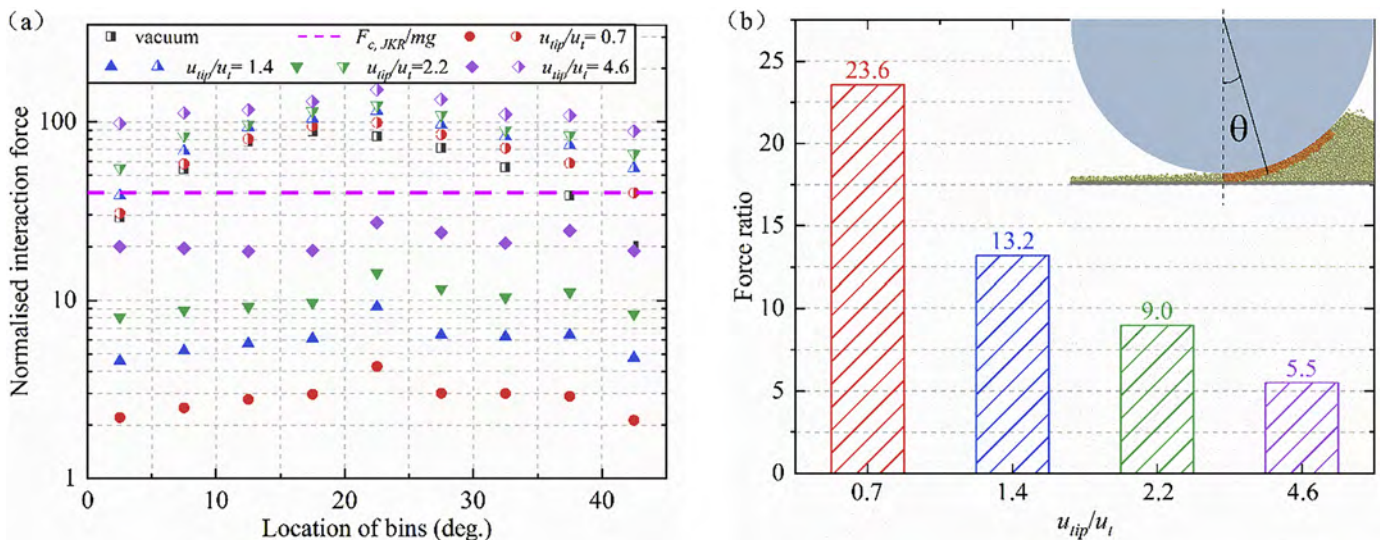 (a)
Normalised interaction force
100
10
1
vacuum F_c, JKR/mg u_tip/u_t = 0.7
u_tip/u_t= 1.4 u_tip/u_t=2.2 u_tip/u_t= 4.6
0 10 20 30 40
Location of bins (deg.)
(b)
Force ratio
25
20
15
10
5
0
23.6
13.2
9.0
5.5
θ
0.7 1.4 2.2 4.6
u_tip/u_t